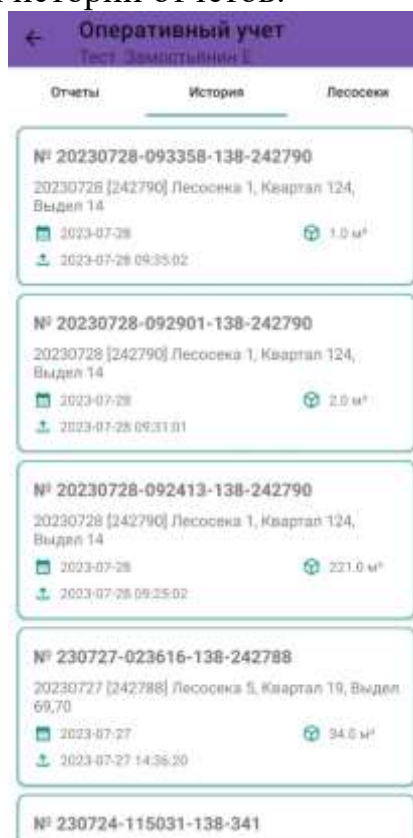 истории отчетов.
Оперативный учет
Тест Замостьянин Е
Отчеты История Лесосеки
№ 20230728-093358-138-242790
20230728 [242790] Лесосека 1, Квартал 124,
Выдел 14
2023-07-28 1.0 м³
2023-07-28 09:35:02
№ 20230728-092901-138-242790
20230728 [242790] Лесосека 1, Квартал 124,
Выдел 14
2023-07-28 2.0 м³
2023-07-28 09:31:01
№ 20230728-092413-138-242790
20230728 [242790] Лесосека 1, Квартал 124,
Выдел 14
2023-07-28 221.0 м³
2023-07-28 09:25:02
№ 230727-023616-138-242788
20230727 [242788] Лесосека 5, Квартал 19, Выдел
69,70
2023-07-27 34.0 м³
2023-07-27 14:36:20
№ 230724-115031-138-341